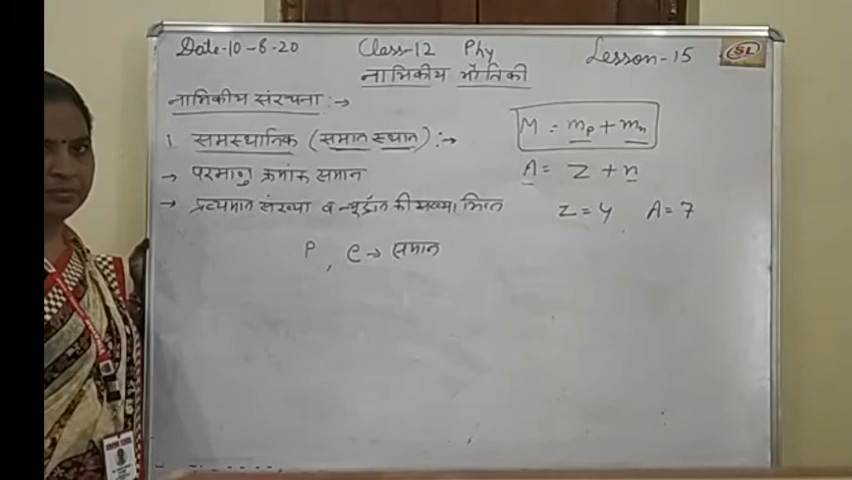 Date-10-8-20 Class-12 Phy Lesson-15
SL
नाभिकीय भौतिकी
नाभिकीय संरचना :→
M = mp + mn
1. समस्थानिक (समान स्थान) :→
A = Z + n
→ परमाणु क्रमांक समान
→ द्रव्यमान संख्या व न्यूट्रॉन की संख्या भिन्न
Z = 4 A = 7
P, e → समान